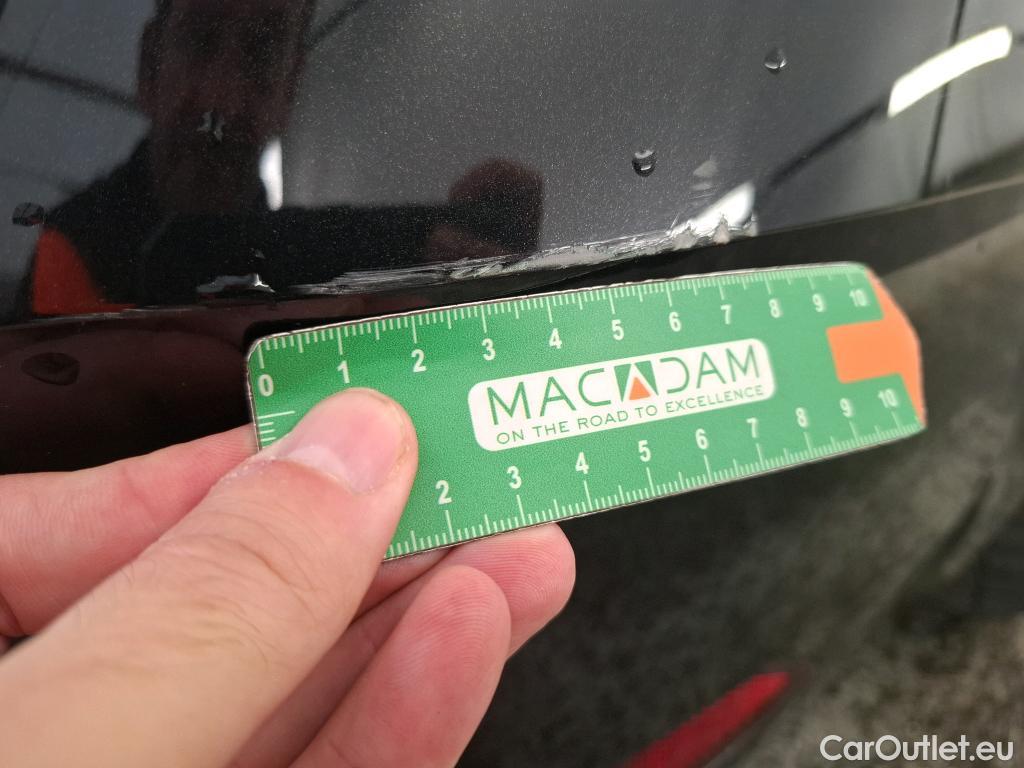 0 1 2 3 4 5 6 7 8 9 10
MACADAM
ON THE ROAD TO EXCELLENCE
2 3 4 5 6 7 8 9 10
CarOutlet.eu